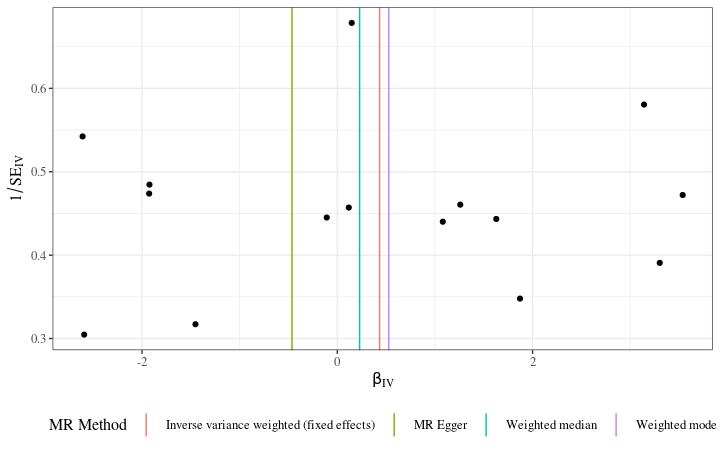 0.6
0.5
0.4
0.3
1/SE_IV
-2 0 2
β_IV
MR Method Inverse variance weighted (fixed effects) MR Egger Weighted median Weighted mode